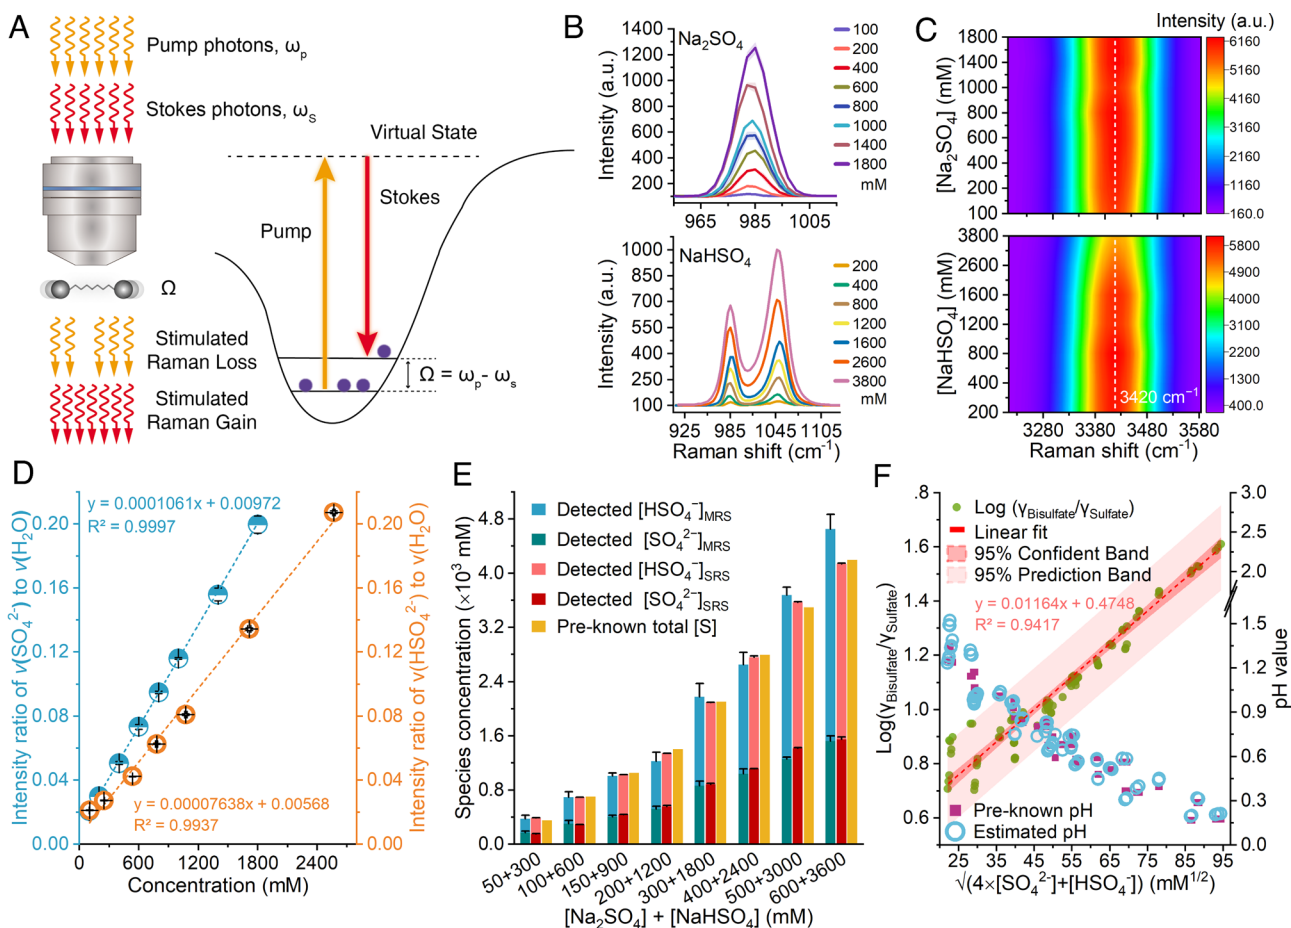 A
Pump photons, ωp
Stokes photons, ωS
Virtual State
Stokes
Pump
Ω
Stimulated
Raman Loss
Ω = ωp- ωs
Stimulated
Raman Gain
B
Na2SO4
Intensity (a.u.)
1400
1200
1000
800
600
400
200
100
200
400
600
800
1000
1400
1800
mM
965 985 1005
NaHSO4
Intensity (a.u.)
1000
850
700
550
400
250
100
200
400
800
1200
1600
2600
3800
mM
925 985 1045 1105
Raman shift (cm-1)
C
Intensity (a.u.)
[Na2SO4] (mM)
1800
1400
1000
800
600
400
200
100
6160
5160
4160
3160
2160
1160
160.0
[NaHSO4] (mM)
3800
2600
1600
1200
800
400
200
5800
4900
4000
3100
2200
1300
400.0
3420 cm−1
3280 3380 3480 3580
Raman shift (cm-1)
D
Intensity ratio of ν(SO42-) to ν(H2O)
0.20
0.16
0.12
0.08
0.04
0.00
y = 0.0001061x + 0.00972
R² = 0.9997
y = 0.00007638x + 0.00568
R² = 0.9937
0.20
0.16
0.12
0.08
0.04
0.00
Intensity ratio of ν(HSO42-) to ν(H2O)
0 600 1200 1800 2400
Concentration (mM)
E
Species concentration (×10³ mM)
4.8
4.0
3.2
2.4
1.6
0.8
0.0
Detected [HSO4−]MRS
Detected [SO42−]MRS
Detected [HSO4−]SRS
Detected [SO42−]SRS
Pre-known total [S]
50+300 100+600 150+900 200+1200 300+1800 400+2400 500+3000 600+3600
[Na2SO4] + [NaHSO4] (mM)
F
Log(γBisulfate/γSulfate)
1.8
1.6
1.4
1.2
1.0
0.8
0.6
Log (γBisulfate/γSulfate)
Linear fit
95% Confident Band
95% Prediction Band
y = 0.01164x + 0.4748
R² = 0.9417
Pre-known pH
Estimated pH
3.0
2.5
2.0
1.5
1.2
0.9
0.6
0.3
0.0
pH value
25 35 45 55 65 75 85 95
√(4×[SO42-]+[HSO4-]) (mM1/2)